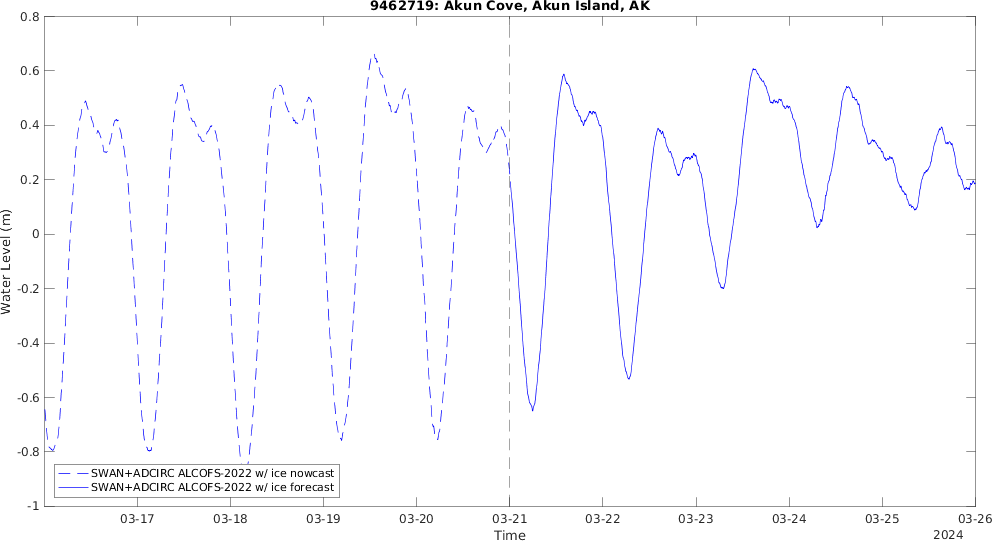 9462719: Akun Cove, Akun Island, AK
0.8
0.6
0.4
0.2
0
-0.2
-0.4
-0.6
-0.8
-1
Water Level (m)
SWAN+ADCIRC ALCOFS-2022 w/ ice nowcast
SWAN+ADCIRC ALCOFS-2022 w/ ice forecast
03-17 03-18 03-19 03-20 03-21 03-22 03-23 03-24 03-25 03-26
Time
2024